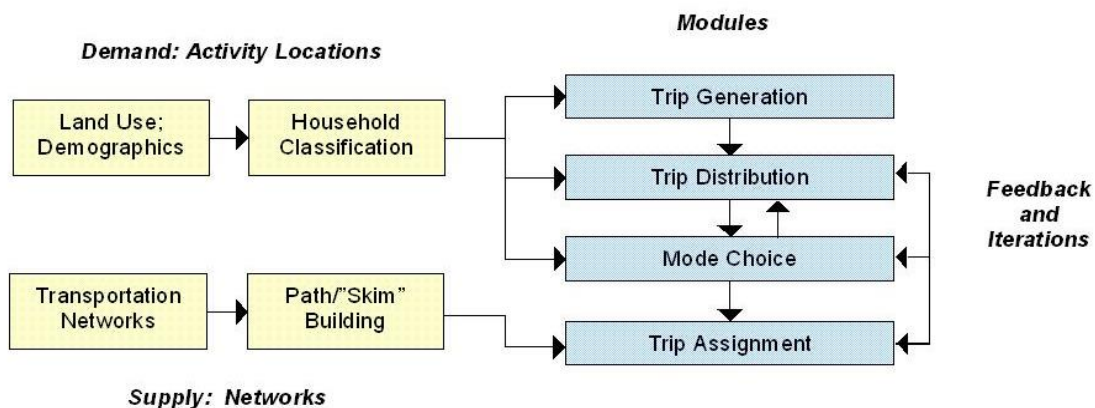 Modules
Demand: Activity Locations
Trip Generation
Land Use;
Demographics
Household
Classification
Trip Distribution
Feedback
and
Iterations
Mode Choice
Transportation
Networks
Path/"Skim"
Building
Trip Assignment
Supply: Networks